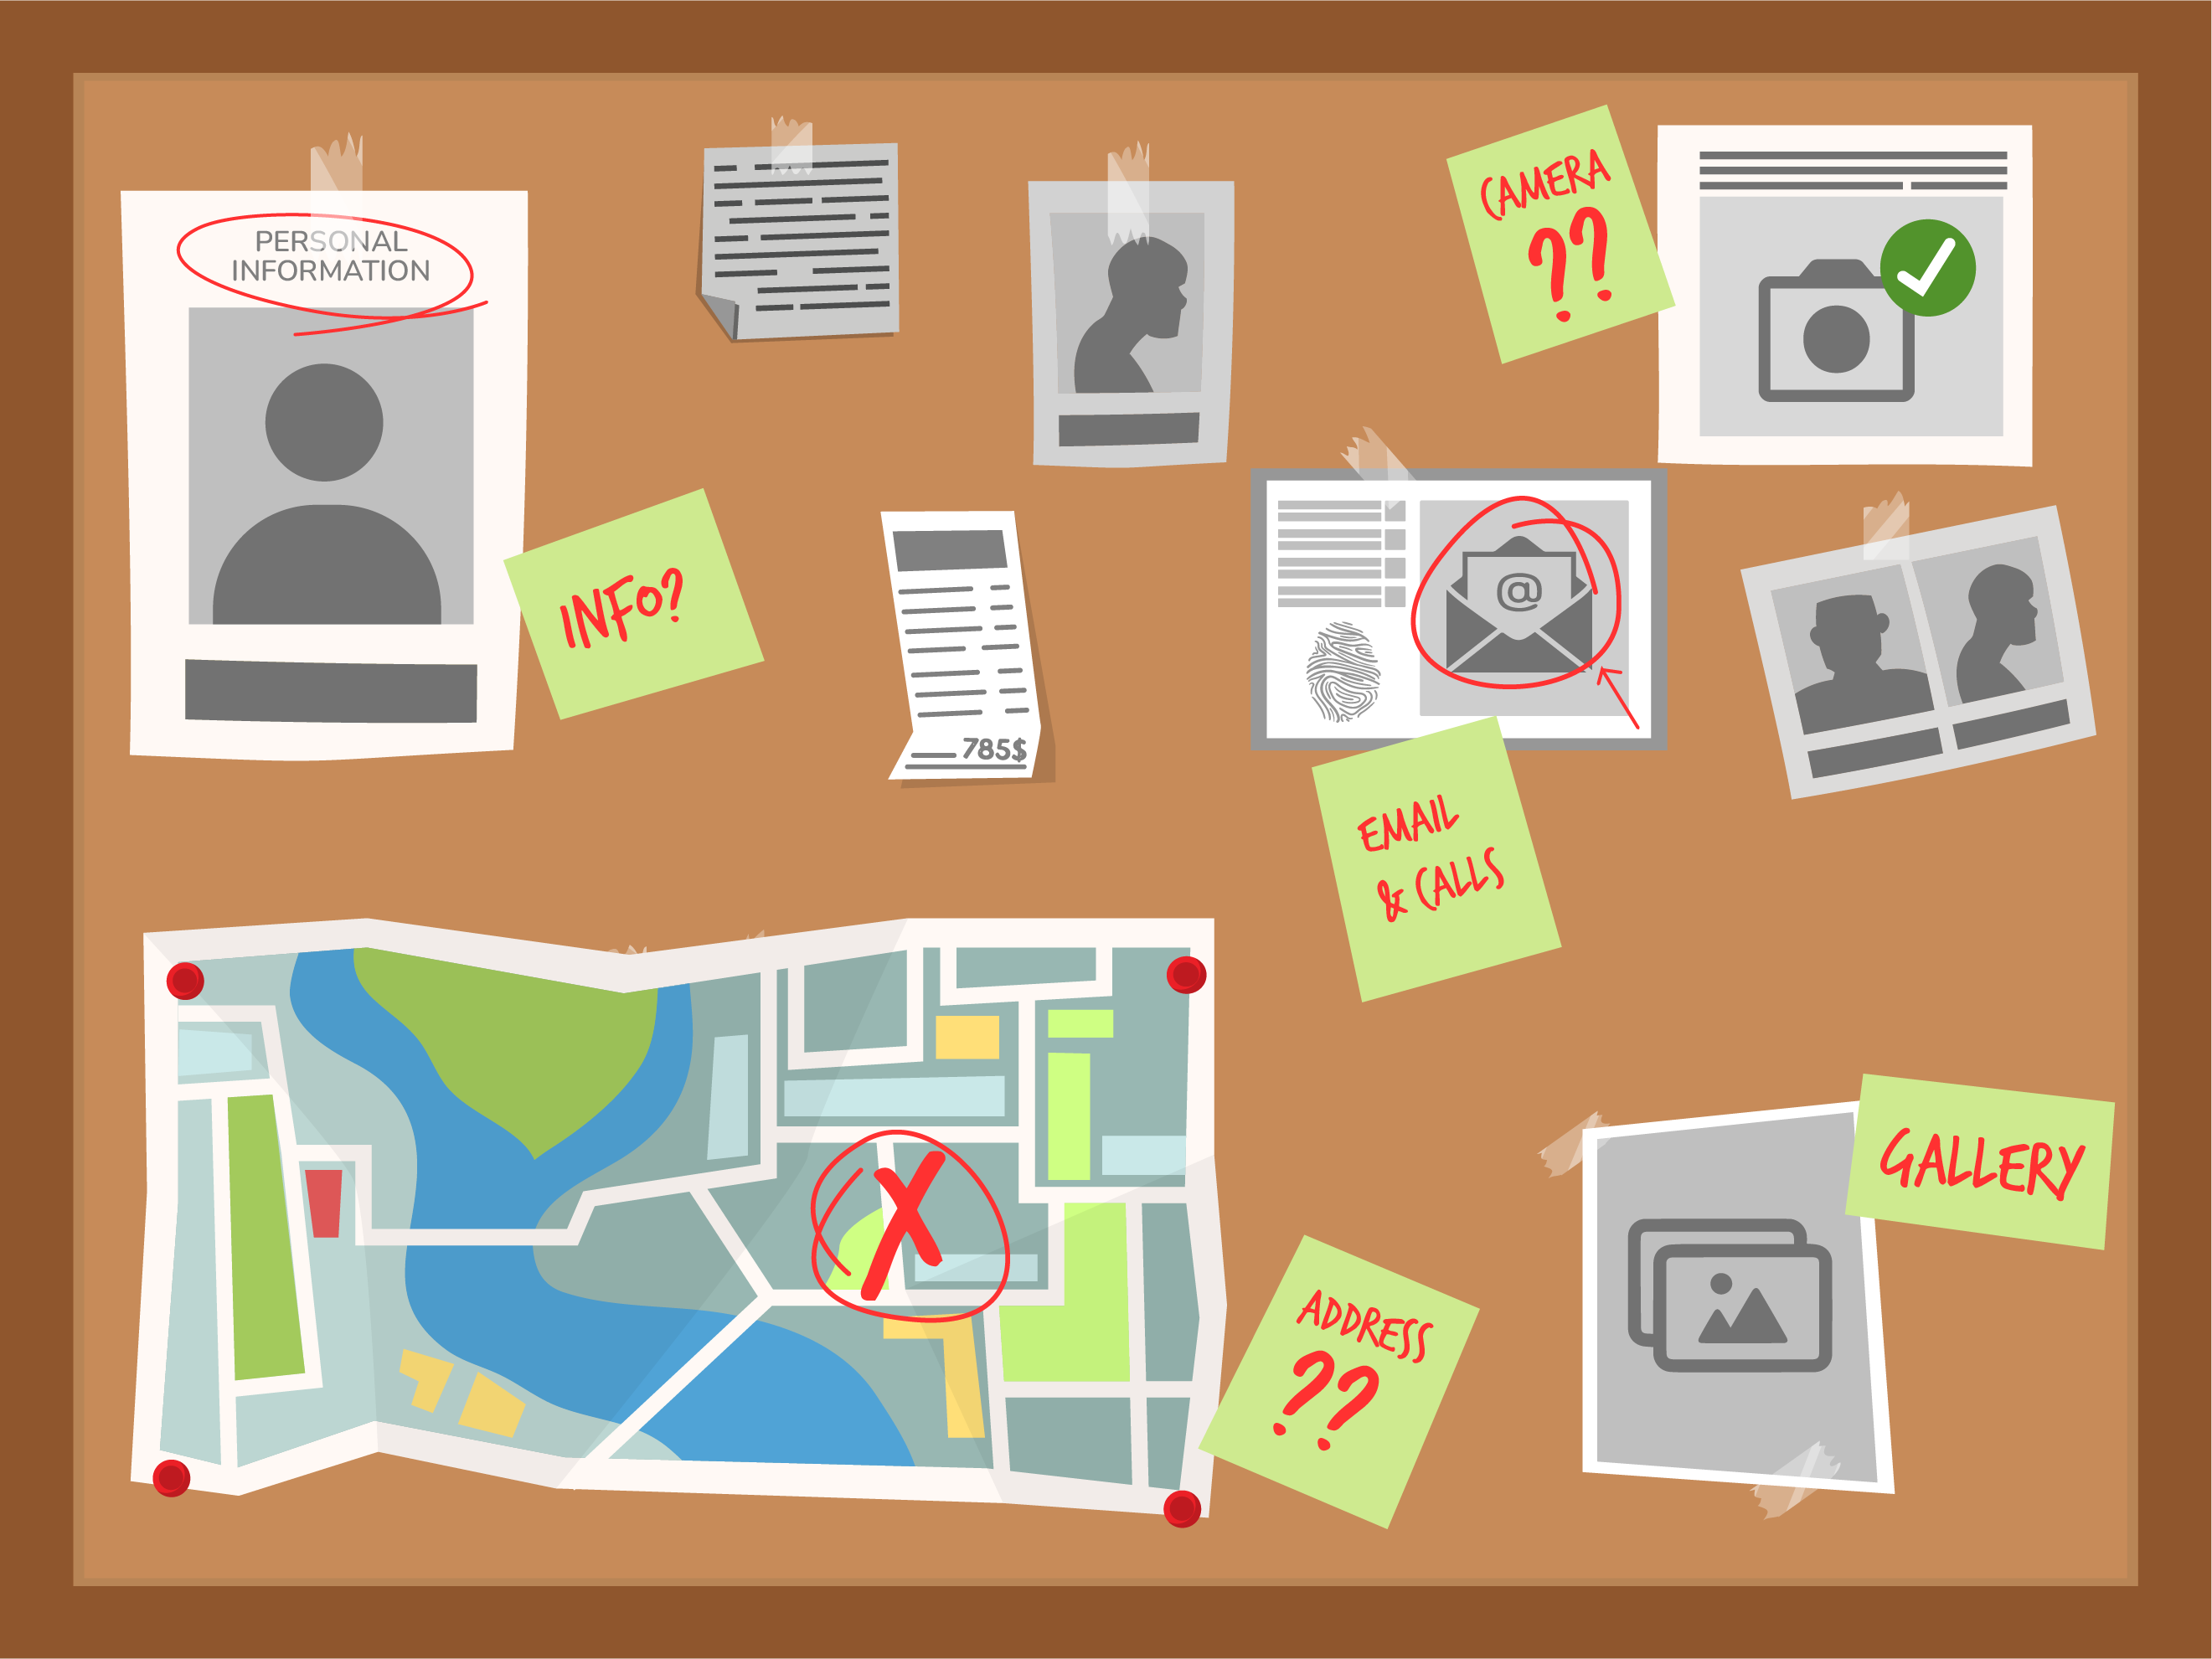 PERSONAL
INFORMATION
INFO?
785$
CAMERA
??
@
EMAIL
& CALLS
ADDRESS
??
GALLERY